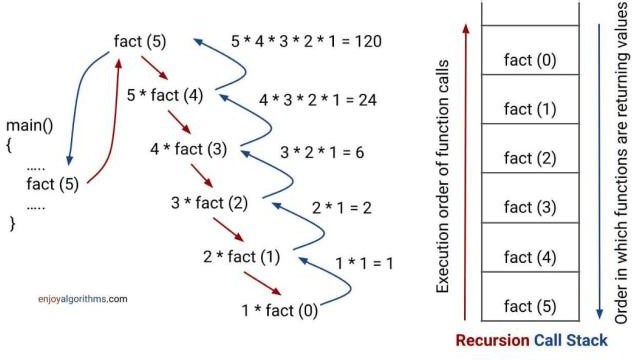 main()
{
.....
fact (5)
.....
}
fact (5)
5 * fact (4)
4 * fact (3)
3 * fact (2)
2 * fact (1)
1 * fact (0)
5 * 4 * 3 * 2 * 1 = 120
4 * 3 * 2 * 1 = 24
3 * 2 * 1 = 6
2 * 1 = 2
1 * 1 = 1
enjoyalgorithms.com
Execution order of function calls
fact (0)
fact (1)
fact (2)
fact (3)
fact (4)
fact (5)
Order in which functions are returning values
Recursion Call Stack